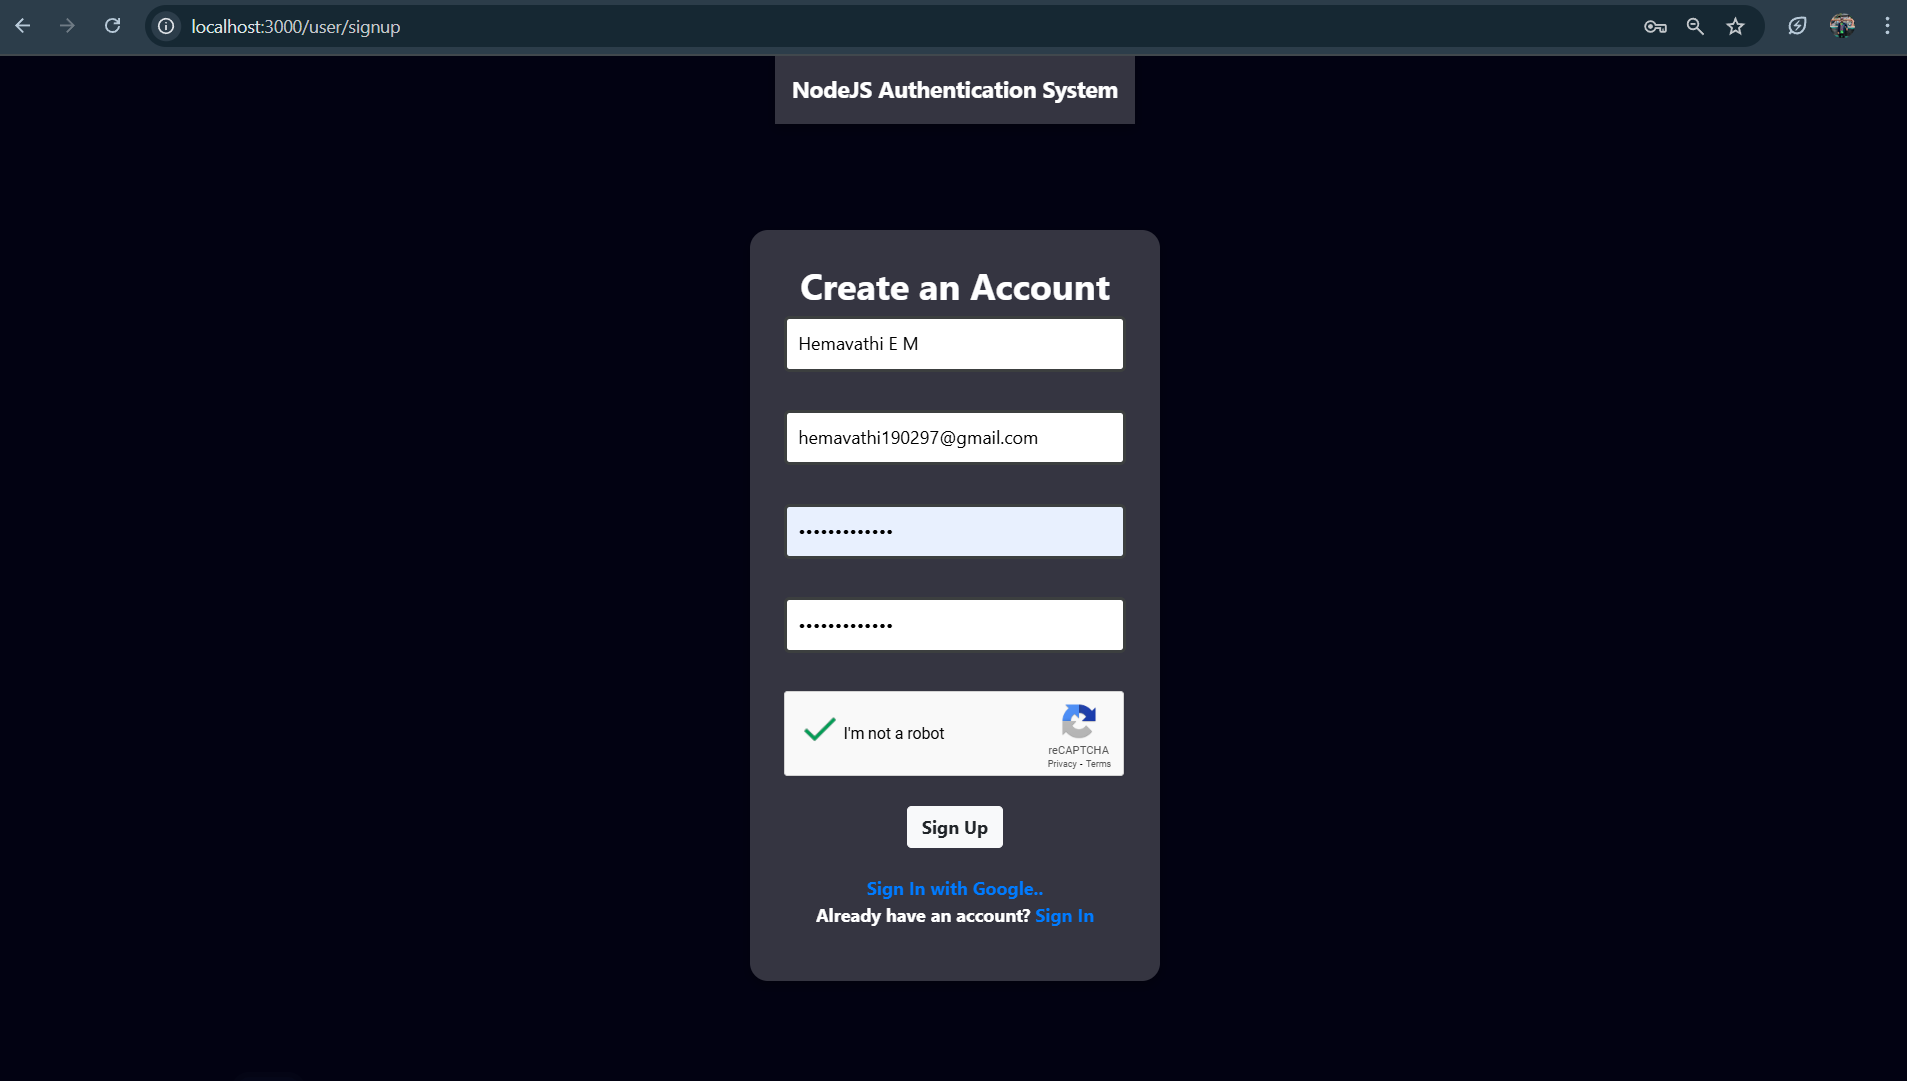 localhost:3000/user/signup
NodeJS Authentication System
Create an Account
Hemavathi E M
hemavathi190297@gmail.com
•••••••••••••
•••••••••••••
I'm not a robot
reCAPTCHA
Privacy - Terms
Sign Up
Sign In with Google..
Already have an account? Sign In